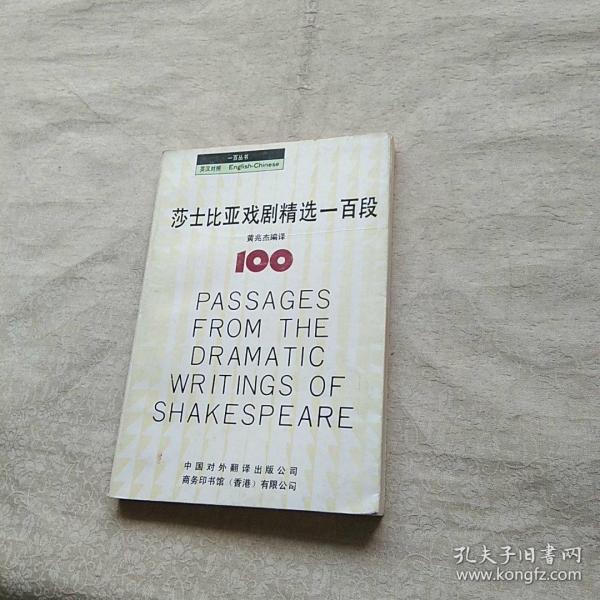 一百丛书
英汉对照 English-Chinese
莎士比亚戏剧精选一百段
黄兆杰编译
100
PASSAGES
FROM THE
DRAMATIC
WRITINGS OF
SHAKESPEARE
中国对外翻译出版公司
商务印书馆（香港）有限公司
孔夫子旧书网
www.kongfz.com